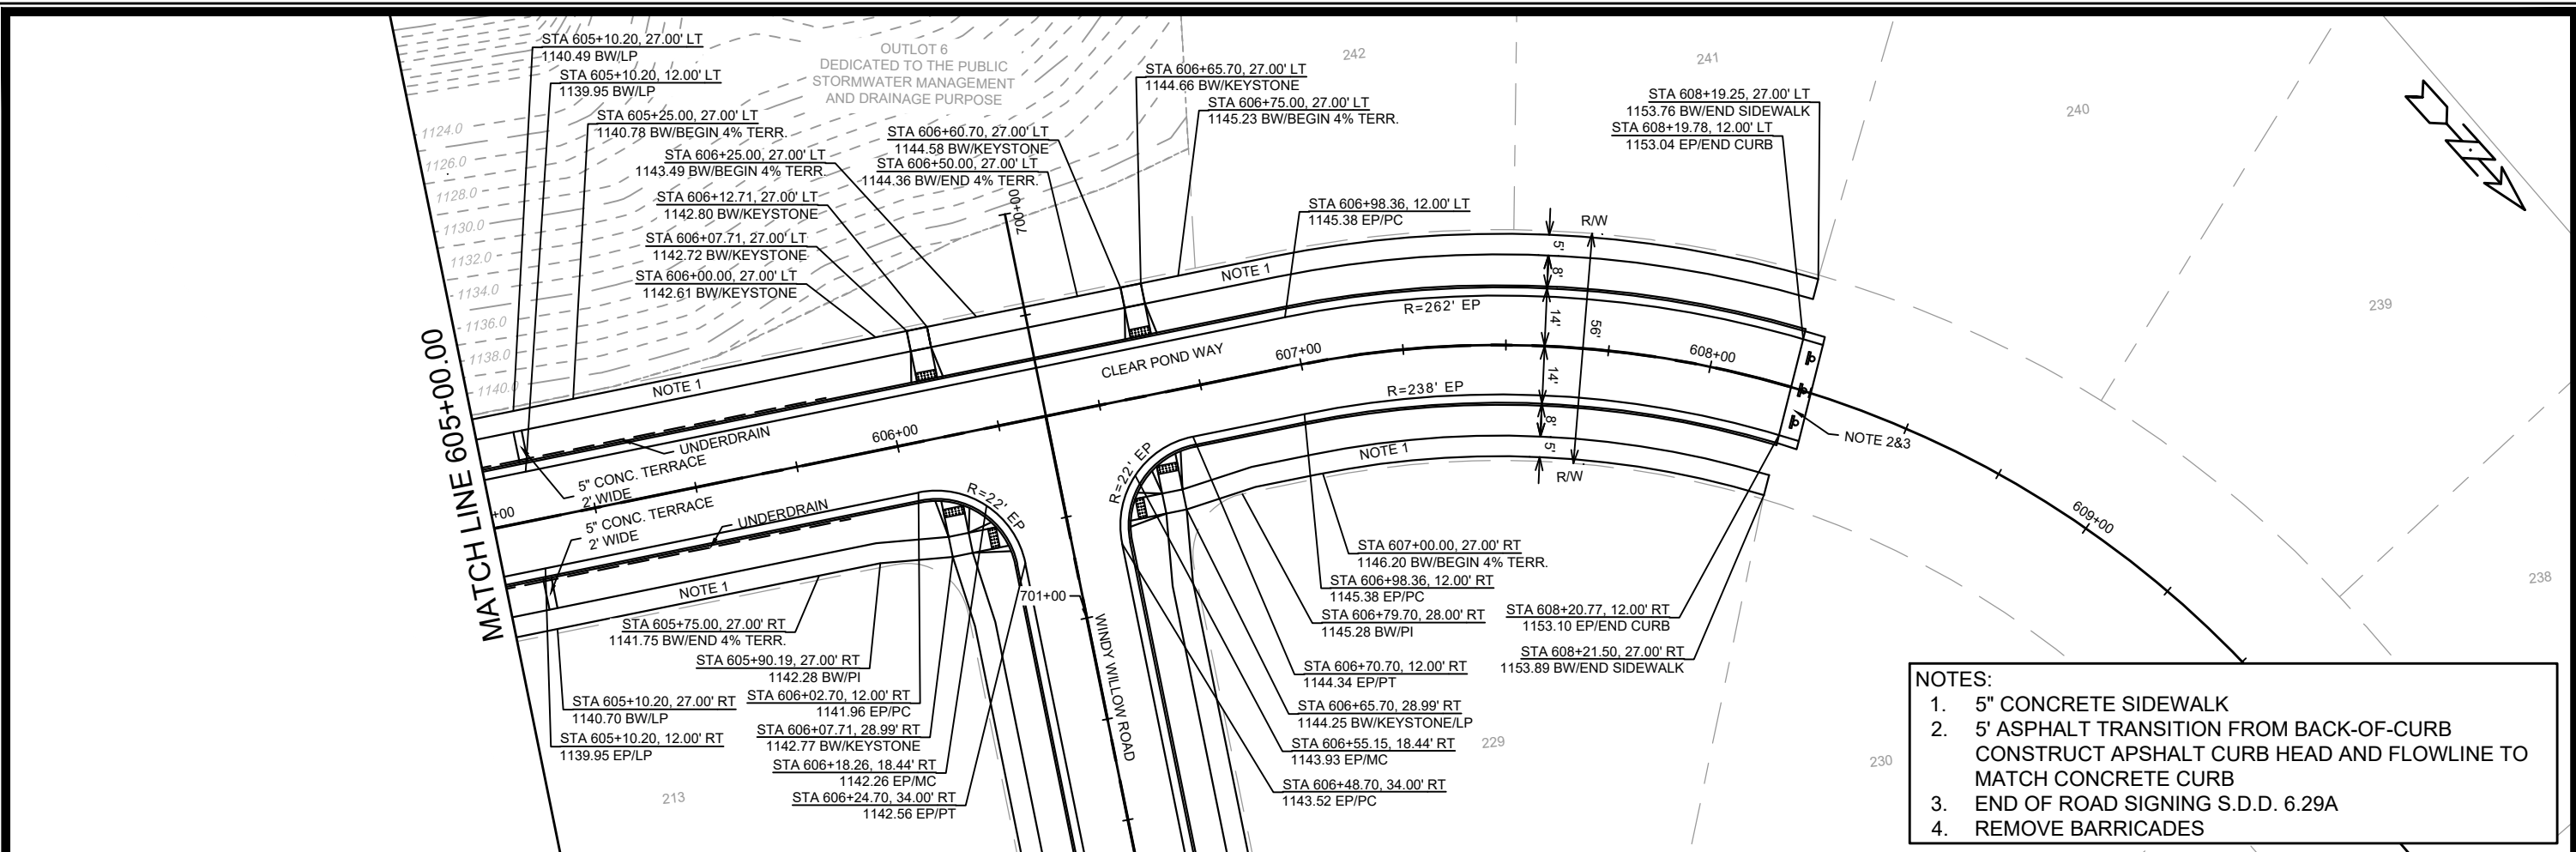 STA 605+10.20, 27.00' LT
1140.49 BW/LP
STA 605+10.20, 12.00' LT
1139.95 BW/LP
STA 605+25.00, 27.00' LT
1140.78 BW/BEGIN 4% TERR.
STA 606+25.00, 27.00' LT
1143.49 BW/BEGIN 4% TERR.
STA 606+12.71, 27.00' LT
1142.80 BW/KEYSTONE
STA 606+07.71, 27.00' LT
1142.72 BW/KEYSTONE
STA 606+00.00, 27.00' LT
1142.61 BW/KEYSTONE
OUTLOT 6
DEDICATED TO THE PUBLIC
STORMWATER MANAGEMENT
AND DRAINAGE PURPOSE
STA 606+60.70, 27.00' LT
1144.58 BW/KEYSTONE
STA 606+50.00, 27.00' LT
1144.36 BW/END 4% TERR.
STA 606+65.70, 27.00' LT
1144.66 BW/KEYSTONE
STA 606+75.00, 27.00' LT
1145.23 BW/BEGIN 4% TERR.
STA 606+98.36, 12.00' LT
1145.38 EP/PC
STA 608+19.25, 27.00' LT
1153.76 BW/END SIDEWALK
STA 608+19.78, 12.00' LT
1153.04 EP/END CURB
242
241
240
239
238
1124.0
1126.0
1128.0
1130.0
1132.0
1134.0
1136.0
1138.0
1140.0
MATCH LINE 605+00.00
700+00
R/W
5'
8'
14'
56'
14'
8'
5'
R/W
NOTE 1
NOTE 1
R=262' EP
CLEAR POND WAY
607+00
608+00
609+00
R=238' EP
NOTE 1
NOTE 2&3
UNDERDRAIN
606+00
5" CONC. TERRACE
2' WIDE
+00
5" CONC. TERRACE
2' WIDE
UNDERDRAIN
R=22' EP
R=22' EP
NOTE 1
701+00
WINDY WILLOW ROAD
STA 605+75.00, 27.00' RT
1141.75 BW/END 4% TERR.
STA 605+90.19, 27.00' RT
1142.28 BW/PI
STA 605+10.20, 27.00' RT
1140.70 BW/LP
STA 606+02.70, 12.00' RT
1141.96 EP/PC
STA 605+10.20, 12.00' RT
1139.95 EP/LP
STA 606+07.71, 28.99' RT
1142.77 BW/KEYSTONE
STA 606+18.26, 18.44' RT
1142.26 EP/MC
STA 606+24.70, 34.00' RT
1142.56 EP/PT
213
STA 607+00.00, 27.00' RT
1146.20 BW/BEGIN 4% TERR.
STA 606+98.36, 12.00' RT
1145.38 EP/PC
STA 606+79.70, 28.00' RT
1145.28 BW/PI
STA 606+70.70, 12.00' RT
1144.34 EP/PT
STA 606+65.70, 28.99' RT
1144.25 BW/KEYSTONE/LP
STA 606+55.15, 18.44' RT
1143.93 EP/MC
STA 606+48.70, 34.00' RT
1143.52 EP/PC
STA 608+20.77, 12.00' RT
1153.10 EP/END CURB
STA 608+21.50, 27.00' RT
1153.89 BW/END SIDEWALK
229
230
NOTES:
1. 5" CONCRETE SIDEWALK
2. 5' ASPHALT TRANSITION FROM BACK-OF-CURB
CONSTRUCT APSHALT CURB HEAD AND FLOWLINE TO
MATCH CONCRETE CURB
3. END OF ROAD SIGNING S.D.D. 6.29A
4. REMOVE BARRICADES